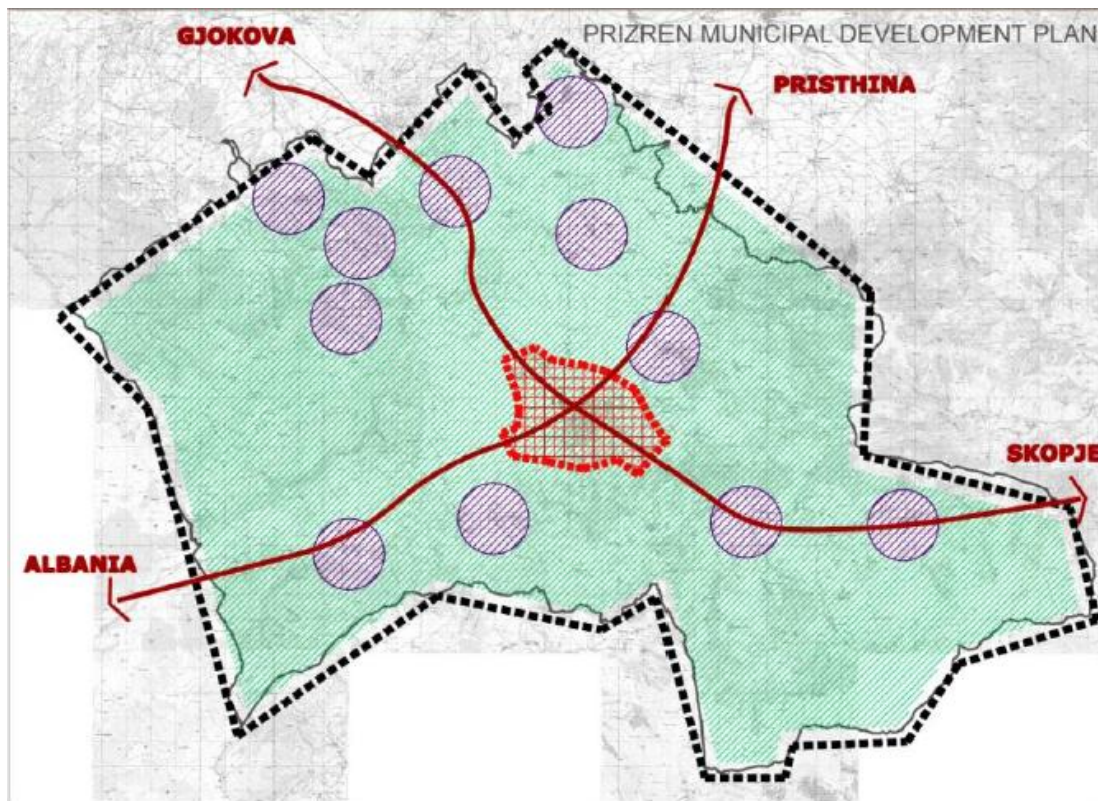 PRIZREN MUNICIPAL DEVELOPMENT PLAN
GJOKOVA
PRISTHINA
SKOPJE
ALBANIA